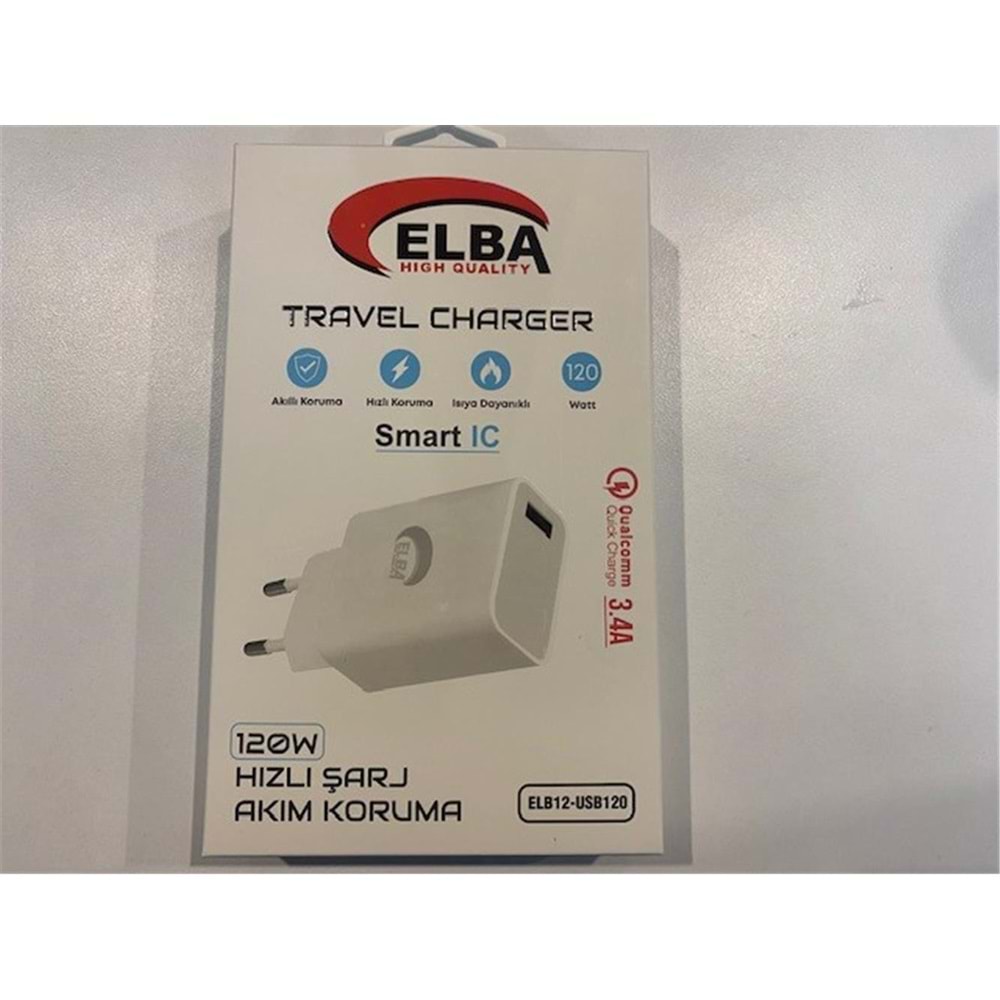 ELBA
HIGH QUALITY
TRAVEL CHARGER
120
Akıllı Koruma
Hızlı Koruma
Isıya Dayanıklı
Watt
Smart IC
ELBA
Qualcomm
Quick Charge
3.4A
120W
HIZLI ŞARJ
AKIM KORUMA
ELB12-USB120